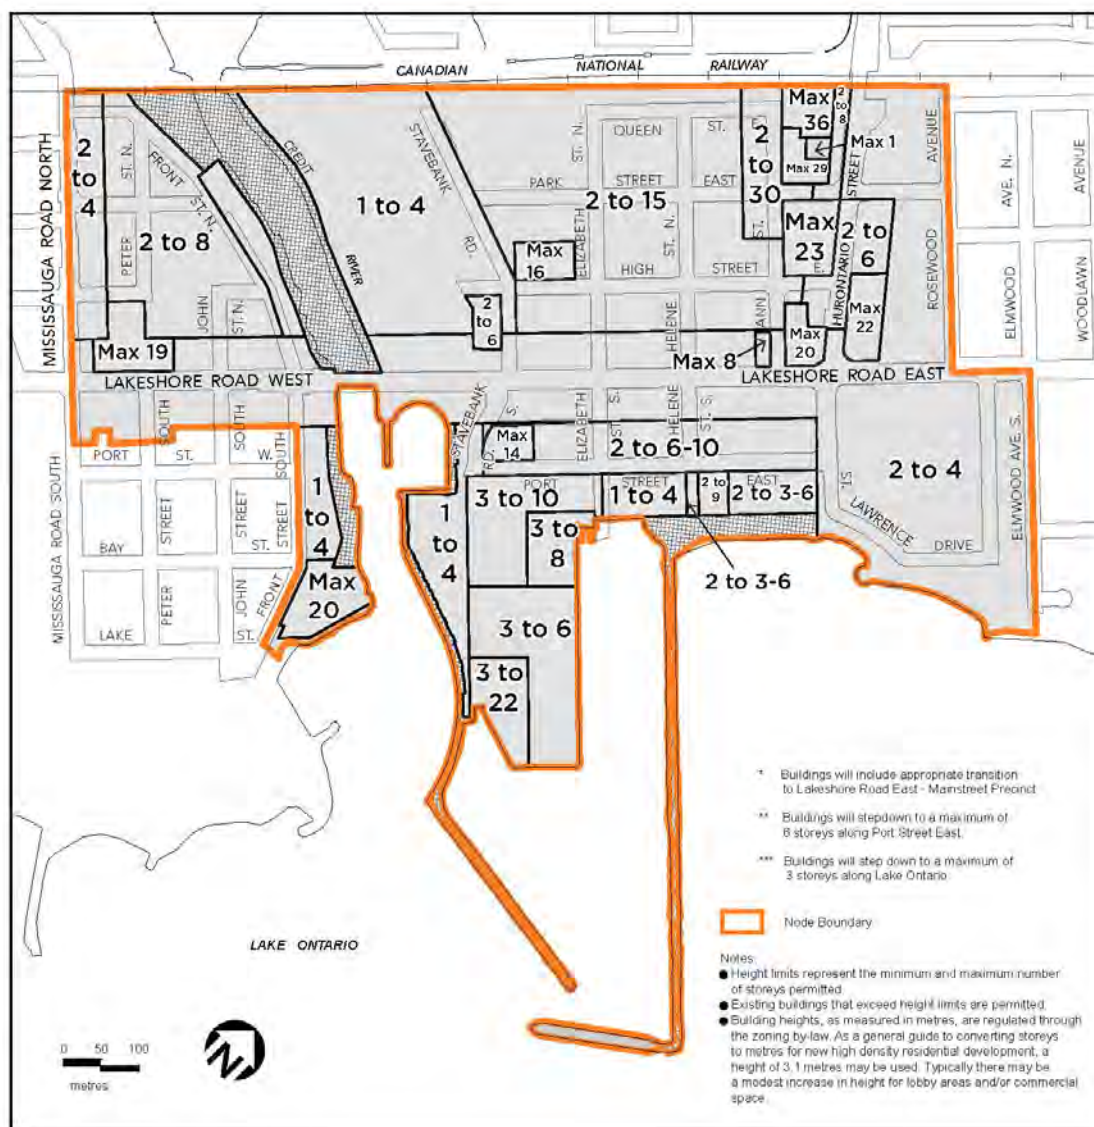 CANADIAN NATIONAL RAILWAY
MISSISSAUGA ROAD NORTH
2
to
4
ST. N.
PETER
FRONT
ST. N.
2 to 8
JOHN
ST. N.
CREDIT
RIVER
1 to 4
STAVEBANK
RD.
QUEEN ST. E.
PARK STREET EAST
HIGH STREET E.
ST. N.
ELIZABETH
2 to 15
ST. N.
HELENE
2
to
30
ST.
ANN
Max
36
2
to
8
Max 1
Max 29
Max
23
2 to
6
STREET
HURONTARIO
Max
22
Max
20
Max 8
Max
16
2
to
6
AVENUE
ROSEWOOD
AVE. N.
ELMWOOD
AVENUE
WOODLAWN
Max 19
LAKESHORE ROAD WEST
LAKESHORE ROAD EAST
MISSISSAUGA ROAD SOUTH
PORT ST. W.
SOUTH
STREET
PETER
SOUTH
STREET
JOHN
SOUTH
STREET
FRONT
BAY ST.
LAKE ST.
1
to
4
Max
20
STAVEBANK
RD. S.
Max
14
ELIZABETH
ST. S.
HELENE
ST. S.
2 to 6-10
PORT STREET EAST
3 to 10
1 to 4
2 to
9
2 to 3-6
3 to
8
1
to
4
2 to 3-6
3 to 6
3 to
22
2 to 4
ST.
LAWRENCE
DRIVE
ELMWOOD AVE. S.
LAKE ONTARIO
* Buildings will include appropriate transition
to Lakeshore Road East - Mainstreet Precinct
** Buildings will stepdown to a maximum of
6 storeys along Port Street East.
*** Buildings will step down to a maximum of
3 storeys along Lake Ontario
Node Boundary
Notes:
● Height limits represent the minimum and maximum number
of storeys permitted.
● Existing buildings that exceed height limits are permitted.
● Building heights, as measured in metres, are regulated through
the zoning by-law. As a general guide to converting storeys
to metres for new high density residential development, a
height of 3.1 metres may be used. Typically there may be
a modest increase in height for lobby areas and/or commercial
space.
0 50 100
metres
N